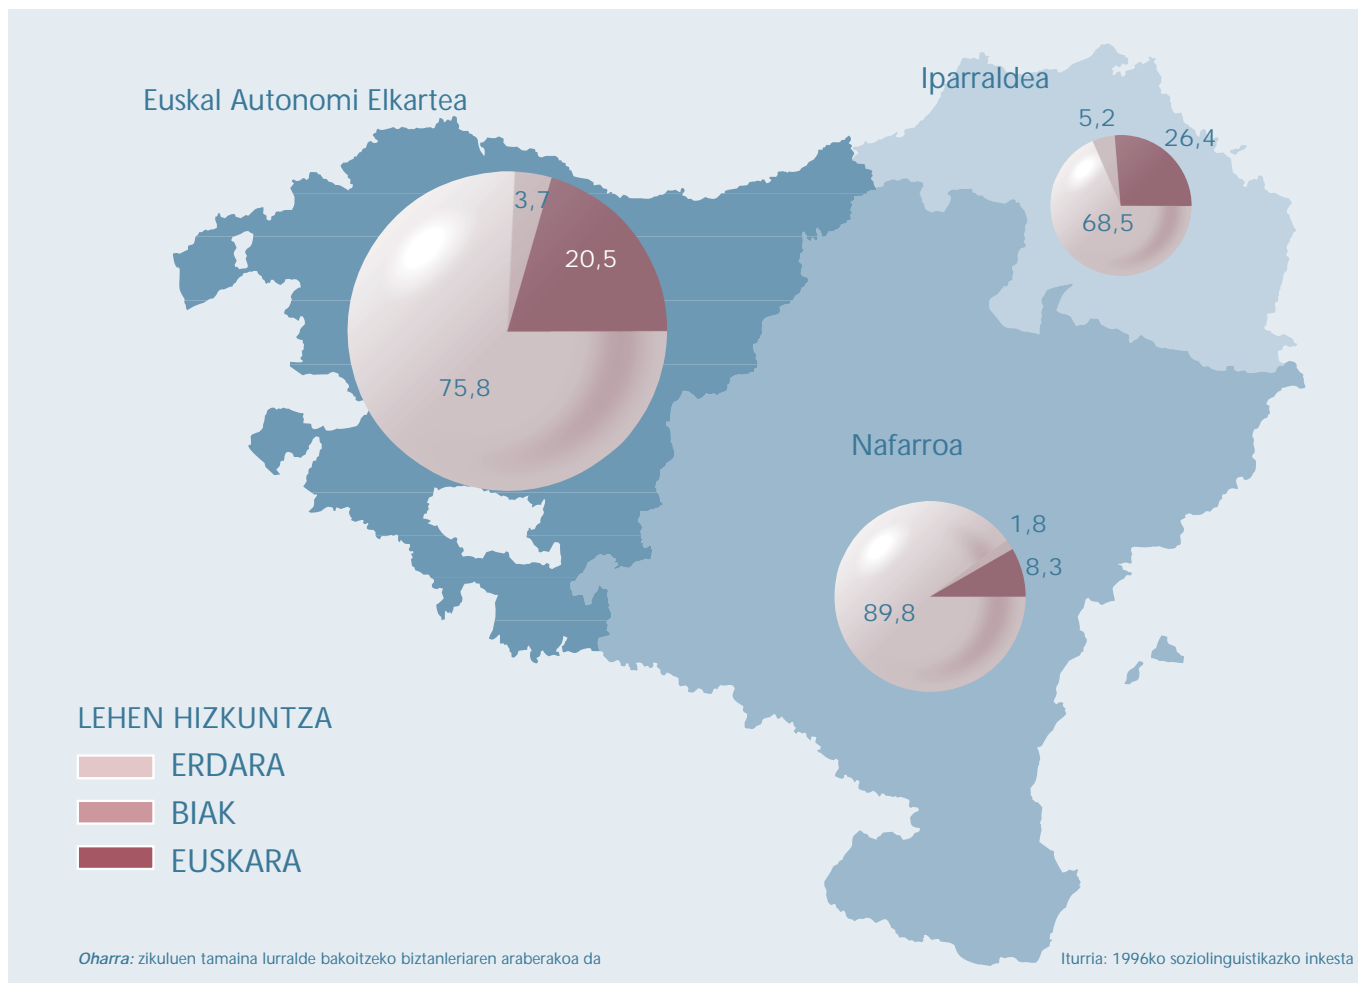 Euskal Autonomi Elkartea
Iparraldea
5,2
26,4
68,5
3,7
20,5
75,8
Nafarroa
1,8
8,3
89,8
LEHEN HIZKUNTZA
ERDARA
BIAK
EUSKARA
Oharra: zikuluen tamaina lurralde bakoitzeko biztanleriaren araberakoa da
Iturria: 1996ko soziolinguistikazko inkesta